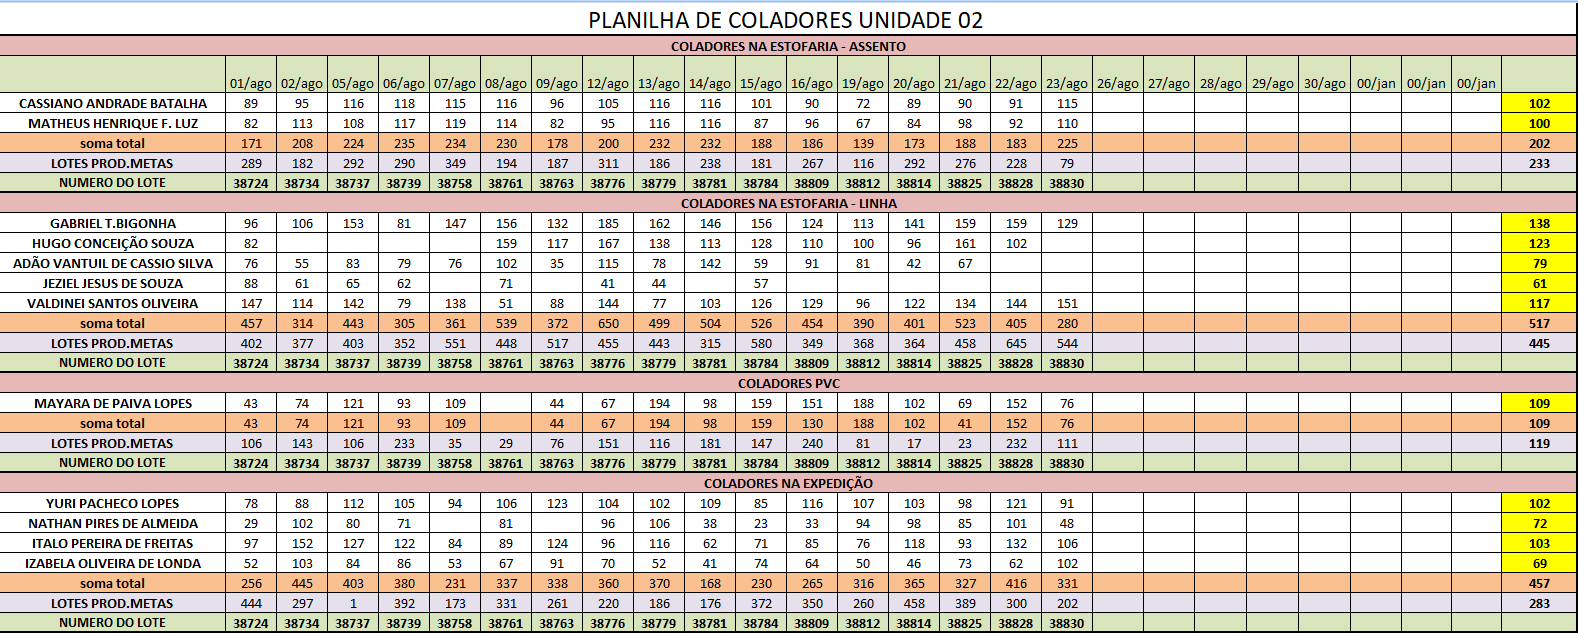 PLANILHA DE COLADORES UNIDADE 02
COLADORES NA ESTOFARIA - ASSENTO
01/ago 02/ago 05/ago 06/ago 07/ago 08/ago 09/ago 12/ago 13/ago 14/ago 15/ago 16/ago 19/ago 20/ago 21/ago 22/ago 23/ago 26/ago 27/ago 28/ago 29/ago 30/ago 00/jan 00/jan 00/jan
CASSIANO ANDRADE BATALHA 89 95 116 118 115 116 96 105 116 116 101 90 72 89 90 91 115 102
MATHEUS HENRIQUE F. LUZ 82 113 108 117 119 114 82 95 116 116 87 96 67 84 98 92 110 100
soma total 171 208 224 235 234 230 178 200 232 232 188 186 139 173 188 183 225 202
LOTES PROD.METAS 289 182 292 290 349 194 187 311 186 238 181 267 116 292 276 228 79 233
NUMERO DO LOTE 38724 38734 38737 38739 38758 38761 38763 38776 38779 38781 38784 38809 38812 38814 38825 38828 38830
COLADORES NA ESTOFARIA - LINHA
GABRIEL T.BIGONHA 96 106 153 81 147 156 132 185 162 146 156 124 113 141 159 159 129 138
HUGO CONCEIÇÃO SOUZA 82 159 117 167 138 113 128 110 100 96 161 102 123
ADÃO VANTUIL DE CASSIO SILVA 76 55 83 79 76 102 35 115 78 142 59 91 81 42 67 79
JEZIEL JESUS DE SOUZA 88 61 65 62 71 41 44 57 61
VALDINEI SANTOS OLIVEIRA 147 114 142 79 138 51 88 144 77 103 126 129 96 122 134 144 151 117
soma total 457 314 443 305 361 539 372 650 499 504 526 454 390 401 523 405 280 517
LOTES PROD.METAS 402 377 403 352 551 448 517 455 443 315 580 349 368 364 458 645 544 445
NUMERO DO LOTE 38724 38734 38737 38739 38758 38761 38763 38776 38779 38781 38784 38809 38812 38814 38825 38828 38830
COLADORES PVC
MAYARA DE PAIVA LOPES 43 74 121 93 109 44 67 194 98 159 151 188 102 69 152 76 109
soma total 43 74 121 93 109 44 67 194 98 159 130 188 102 41 152 76 109
LOTES PROD.METAS 106 143 106 233 35 29 76 151 116 181 147 240 81 17 23 232 111 119
NUMERO DO LOTE 38724 38734 38737 38739 38758 38761 38763 38776 38779 38781 38784 38809 38812 38814 38825 38828 38830
COLADORES NA EXPEDIÇÃO
YURI PACHECO LOPES 78 88 112 105 94 106 123 104 102 109 85 116 107 103 98 121 91 102
NATHAN PIRES DE ALMEIDA 29 102 80 71 81 96 106 38 23 33 94 98 85 101 48 72
ITALO PEREIRA DE FREITAS 97 152 127 122 84 89 124 96 116 62 71 85 76 118 93 132 106 103
IZABELA OLIVEIRA DE LONDA 52 103 84 86 53 67 91 70 52 41 74 64 50 46 73 62 102 69
soma total 256 445 403 380 231 337 338 360 370 168 230 265 316 365 327 416 331 457
LOTES PROD.METAS 444 297 1 392 173 331 261 220 186 176 372 350 260 458 389 300 202 283
NUMERO DO LOTE 38724 38734 38737 38739 38758 38761 38763 38776 38779 38781 38784 38809 38812 38814 38825 38828 38830